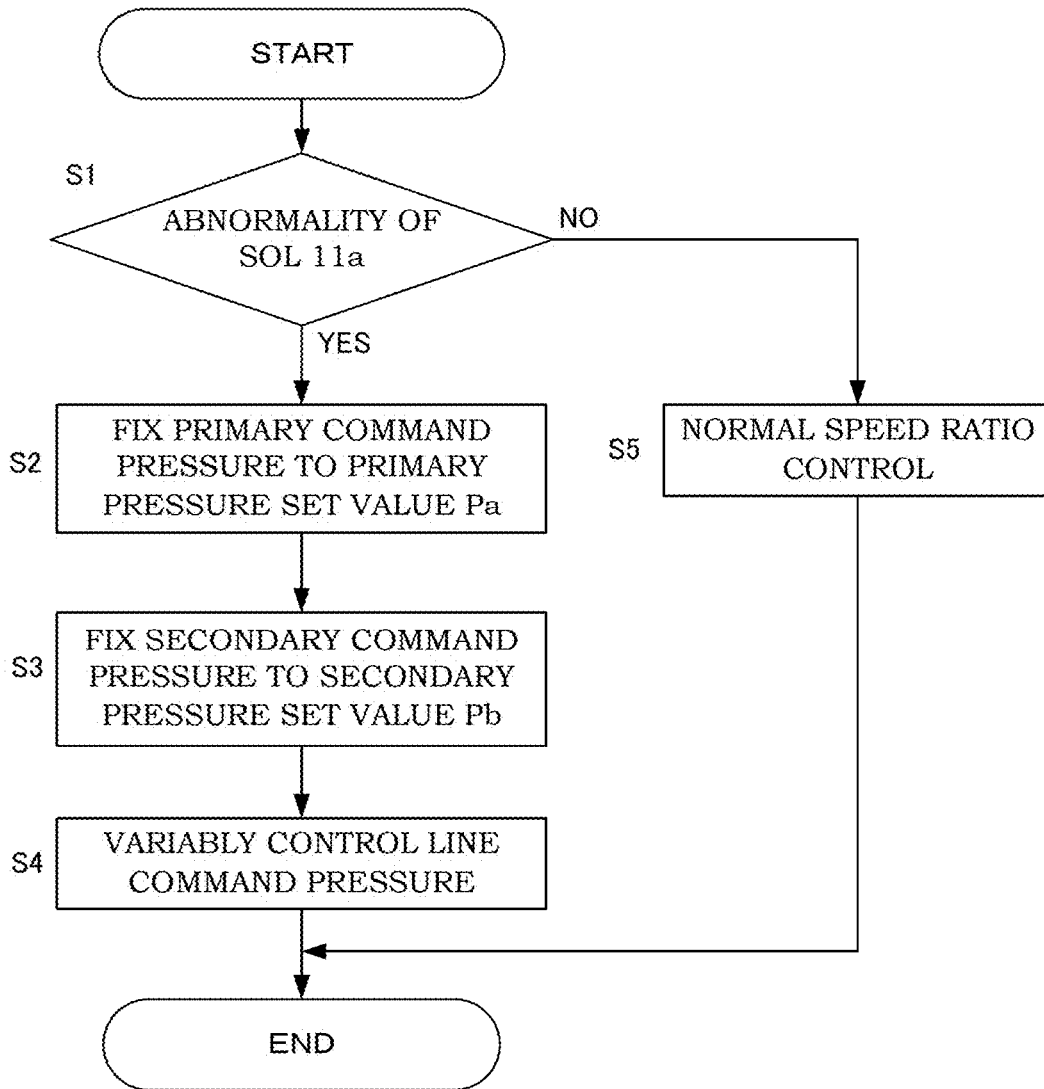 START
S1
ABNORMALITY OF
SOL 11a
NO
YES
S2
FIX PRIMARY COMMAND
PRESSURE TO PRIMARY
PRESSURE SET VALUE Pa
S5
NORMAL SPEED RATIO
CONTROL
S3
FIX SECONDARY COMMAND
PRESSURE TO SECONDARY
PRESSURE SET VALUE Pb
S4
VARIABLY CONTROL LINE
COMMAND PRESSURE
END